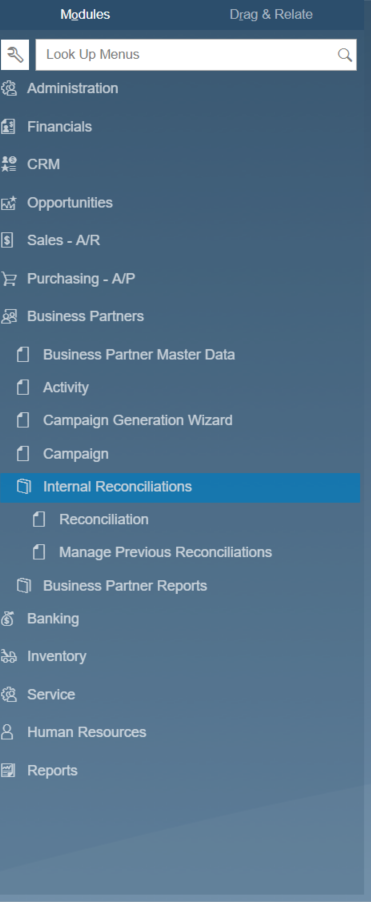 Modules Drag & Relate
Look Up Menus
Administration
Financials
CRM
Opportunities
Sales - A/R
Purchasing - A/P
Business Partners
Business Partner Master Data
Activity
Campaign Generation Wizard
Campaign
Internal Reconciliations
Reconciliation
Manage Previous Reconciliations
Business Partner Reports
Banking
Inventory
Service
Human Resources
Reports